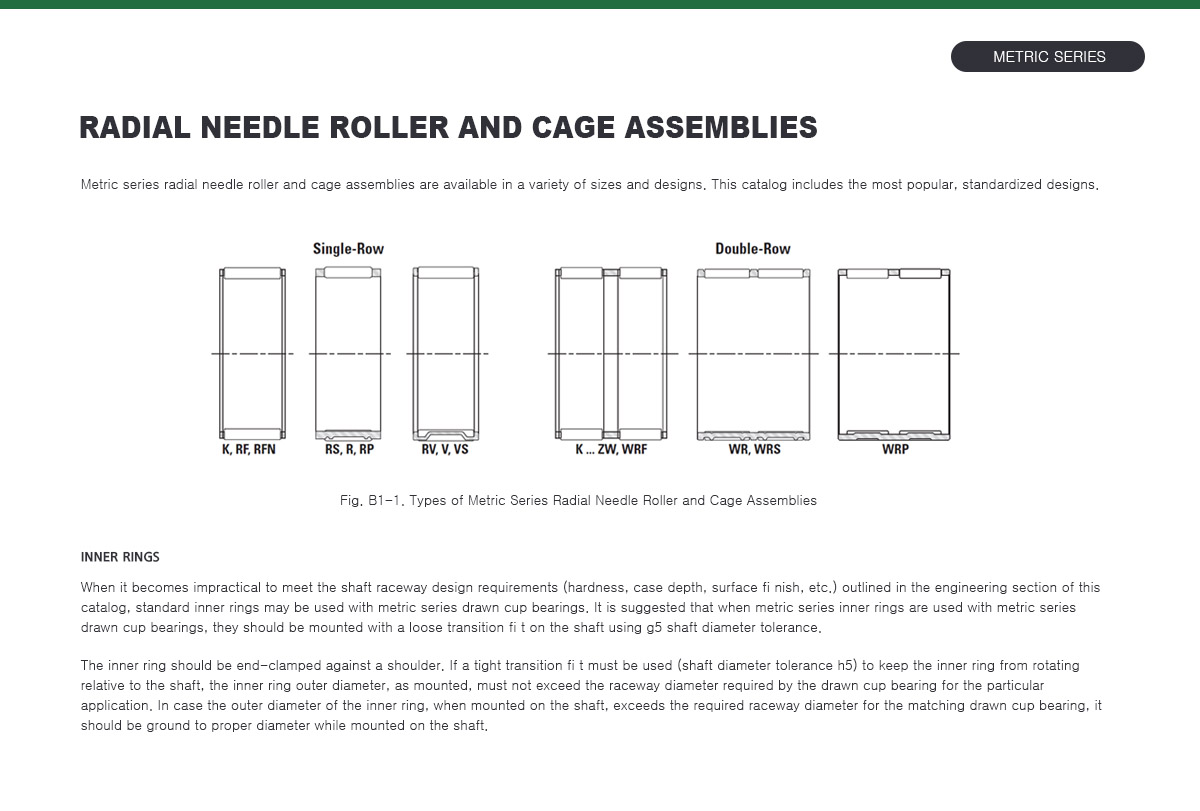 METRIC SERIES
RADIAL NEEDLE ROLLER AND CAGE ASSEMBLIES
Metric series radial needle roller and cage assemblies are available in a variety of sizes and designs. This catalog includes the most popular, standardized designs.
Single-Row
Double-Row
K, RF, RFN
RS, R, RP
RV, V, VS
K ... ZW, WRF
WR, WRS
WRP
Fig. B1-1. Types of Metric Series Radial Needle Roller and Cage Assemblies
INNER RINGS
When it becomes impractical to meet the shaft raceway design requirements (hardness, case depth, surface fi nish, etc.) outlined in the engineering section of this
catalog, standard inner rings may be used with metric series drawn cup bearings. It is suggested that when metric series inner rings are used with metric series
drawn cup bearings, they should be mounted with a loose transition fi t on the shaft using g5 shaft diameter tolerance.
The inner ring should be end-clamped against a shoulder. If a tight transition fi t must be used (shaft diameter tolerance h5) to keep the inner ring from rotating
relative to the shaft, the inner ring outer diameter, as mounted, must not exceed the raceway diameter required by the drawn cup bearing for the particular
application. In case the outer diameter of the inner ring, when mounted on the shaft, exceeds the required raceway diameter for the matching drawn cup bearing, it
should be ground to proper diameter while mounted on the shaft.